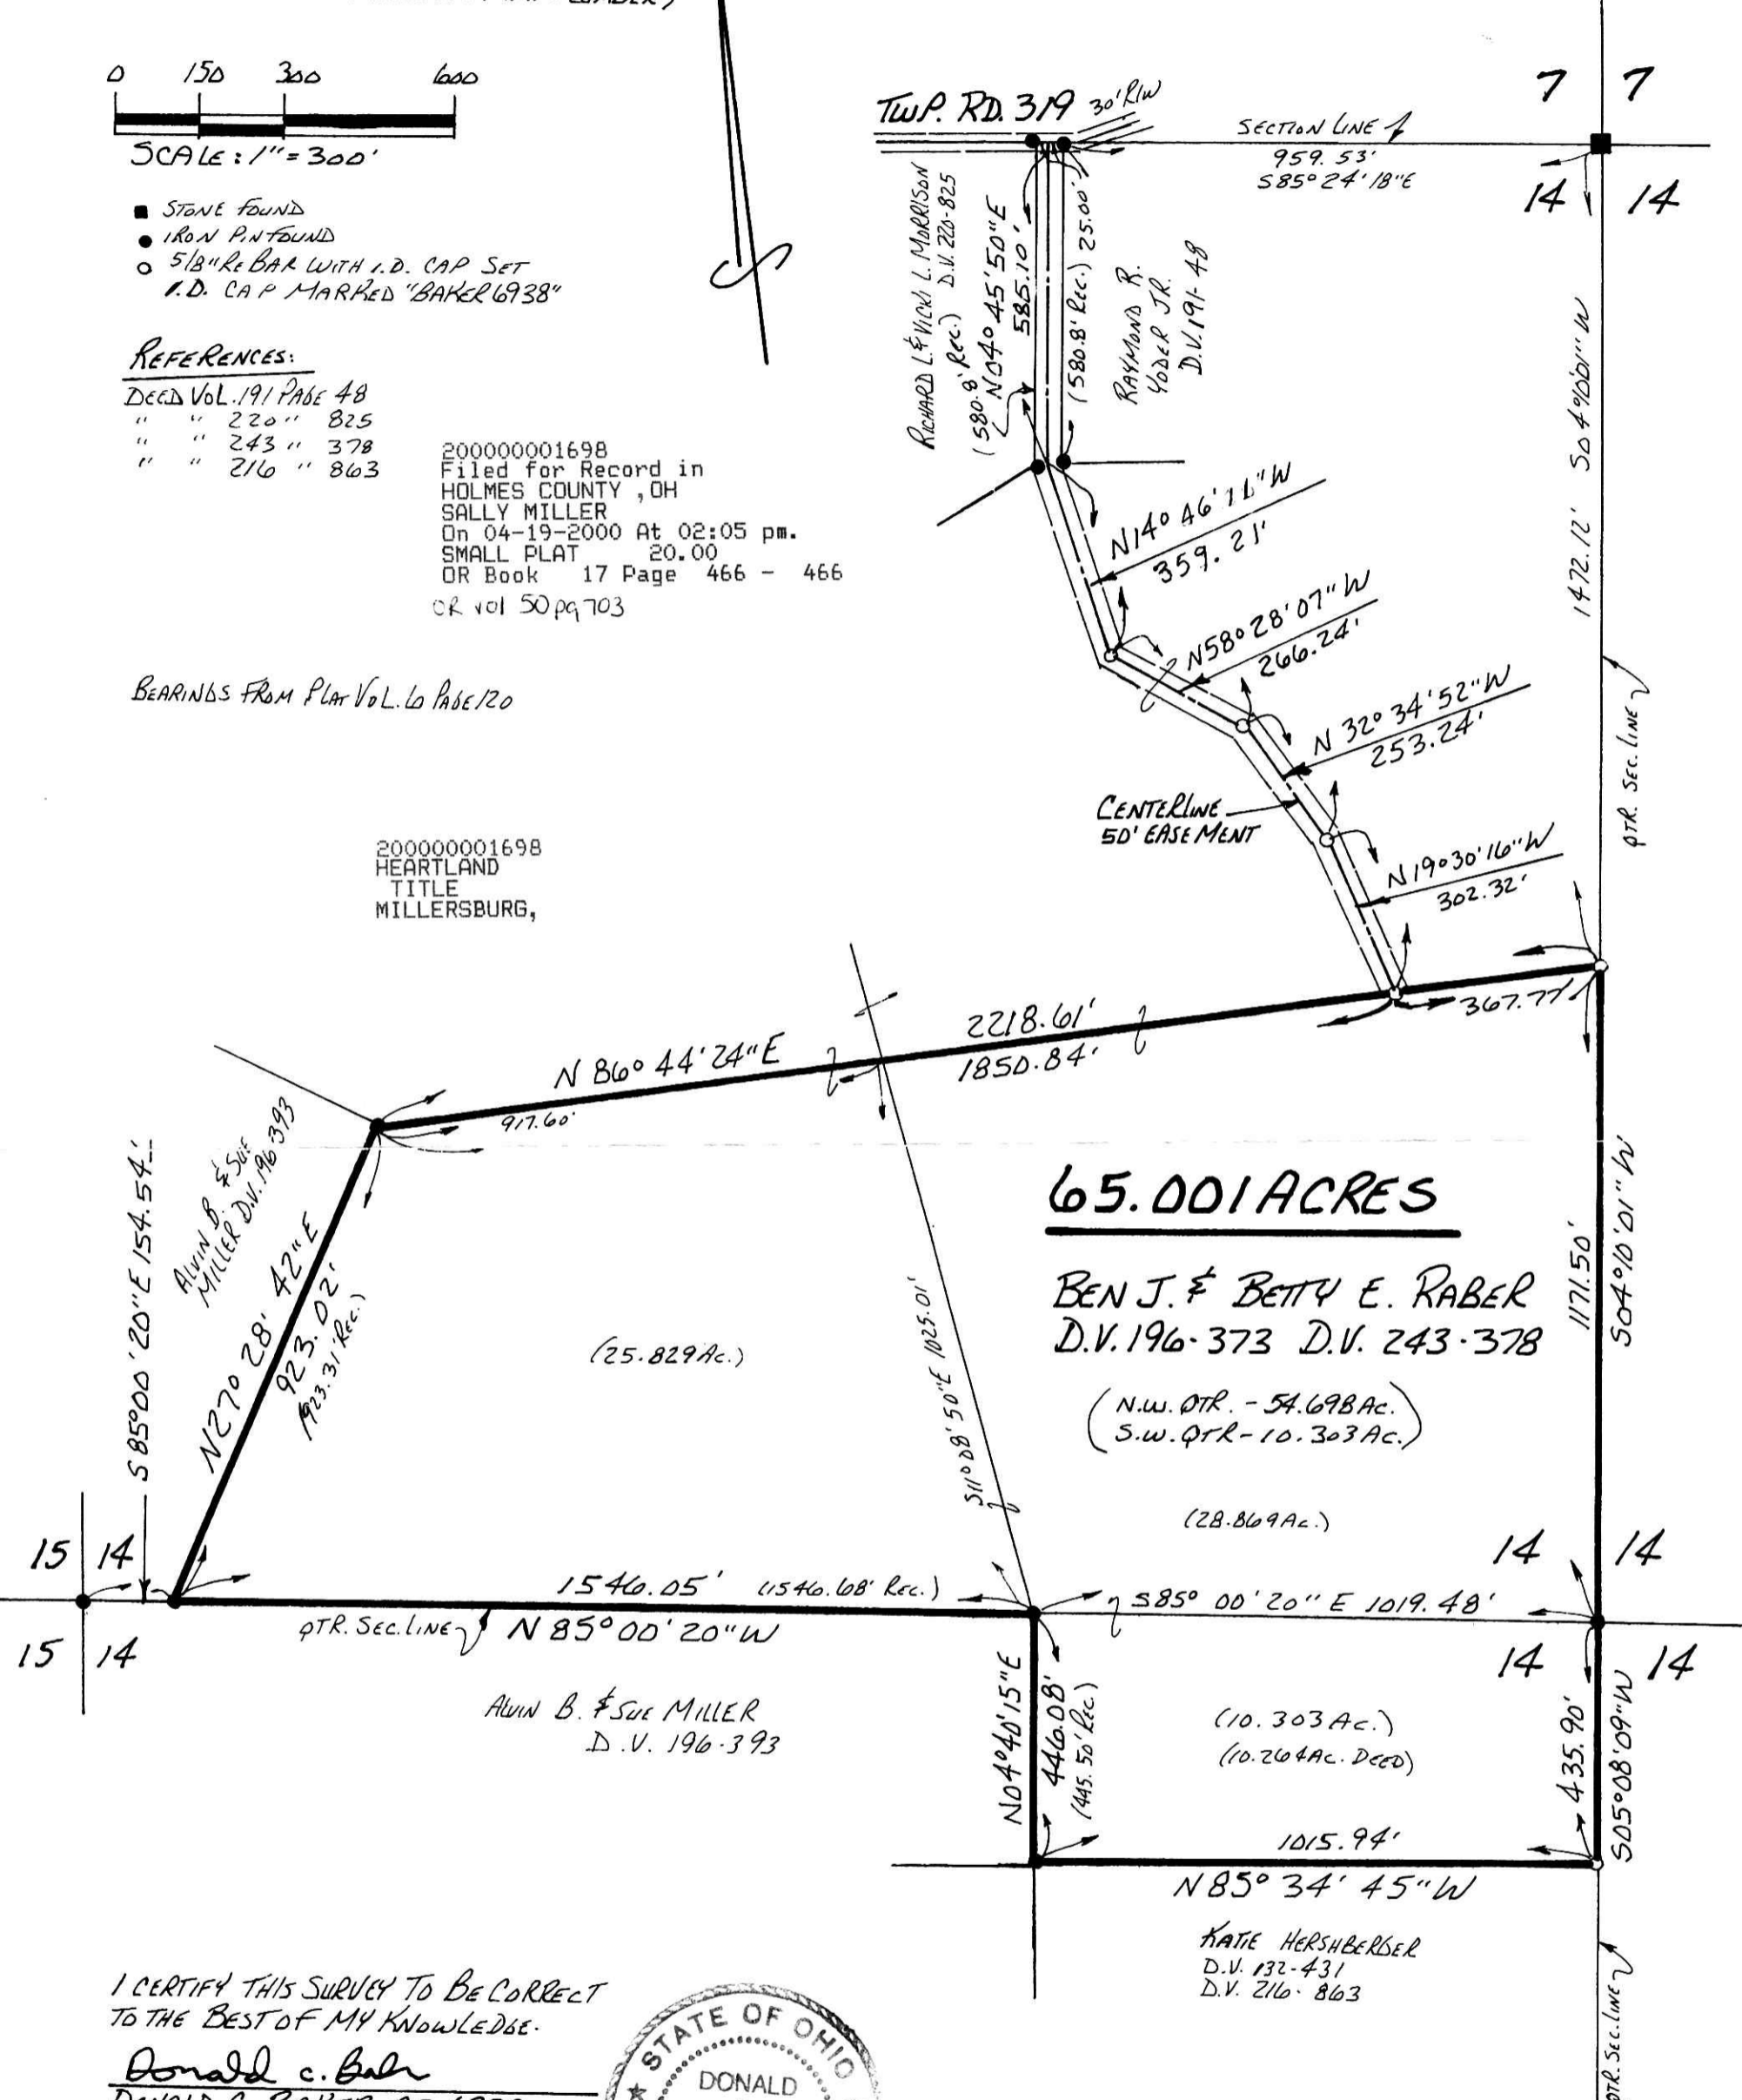 0 150 300 600
SCALE: 1"=300'
■ STONE FOUND
● IRON PIN FOUND
○ 5/8" REBAR WITH I.D. CAP SET
I.D. CAP MARKED "BAKER 6938"
REFERENCES:
DEED VOL. 191 PAGE 48
" " 220 " 825
" " 243 " 378
" " 216 " 863
200000001698
Filed for Record in
HOLMES COUNTY , OH
SALLY MILLER
On 04-19-2000 At 02:05 pm.
SMALL PLAT 20.00
OR Book 17 Page 466 - 466
OR vol 50 pg 703
BEARINGS FROM PLAT VOL. 6 PAGE 120
200000001698
HEARTLAND
TITLE
MILLERSBURG,
TWP. RD. 319
30' R/W
SECTION LINE
959.53'
S85° 24' 18"E
7 7
14 14
RICHARD L. & VICKI L. MORRISON
D.V. 220-825
(580.8' Rec.)
N04° 45' 50"E
585.10'
(580.8' Rec.) 25.00'
RAYMOND R.
YODER JR.
D.V. 191-48
1472.12' S04°10'01"W
QTR. SEC. LINE
N14° 46' 11"W
359.21'
N58° 28' 07"W
266.24'
N 32° 34' 52"W
253.24'
CENTERLINE
50' EASEMENT
N19° 30' 16"W
302.32'
367.77'
2218.61'
N 86° 44' 24"E
1850.84'
917.60'
S 85°00'20"E 154.54'
ALVIN B. & SUE
MILLER D.V. 196-393
N27° 28' 42"E
923.02'
(923.31' Rec.)
(25.829 Ac.)
S11°08'50"E 1025.01'
65.001 ACRES
BEN J. & BETTY E. RABER
D.V. 196-373 D.V. 243-378
(N.W. QTR. - 54.698 Ac.
S.W. QTR - 10.303 Ac.)
(28.869 Ac.)
1171.50'
S04°10'01"W
15 14
14 14
1546.05' (1546.68' Rec.)
S85° 00' 20" E 1019.48'
QTR. SEC. LINE
N 85° 00' 20"W
15 14
14 14
ALVIN B. & SUE MILLER
D.V. 196-393
N04°40'15"E
446.08'
(445.50' Rec.)
(10.303 Ac.)
(10.264 Ac. DEED)
435.90'
S05°08'09"W
1015.94'
N 85° 34' 45"W
KATIE HERSHBERGER
D.V. 132-431
D.V. 216-863
QTR. SEC. LINE
I CERTIFY THIS SURVEY TO BE CORRECT
TO THE BEST OF MY KNOWLEDGE.
Donald C. Baker
STATE OF OHIO
DONALD